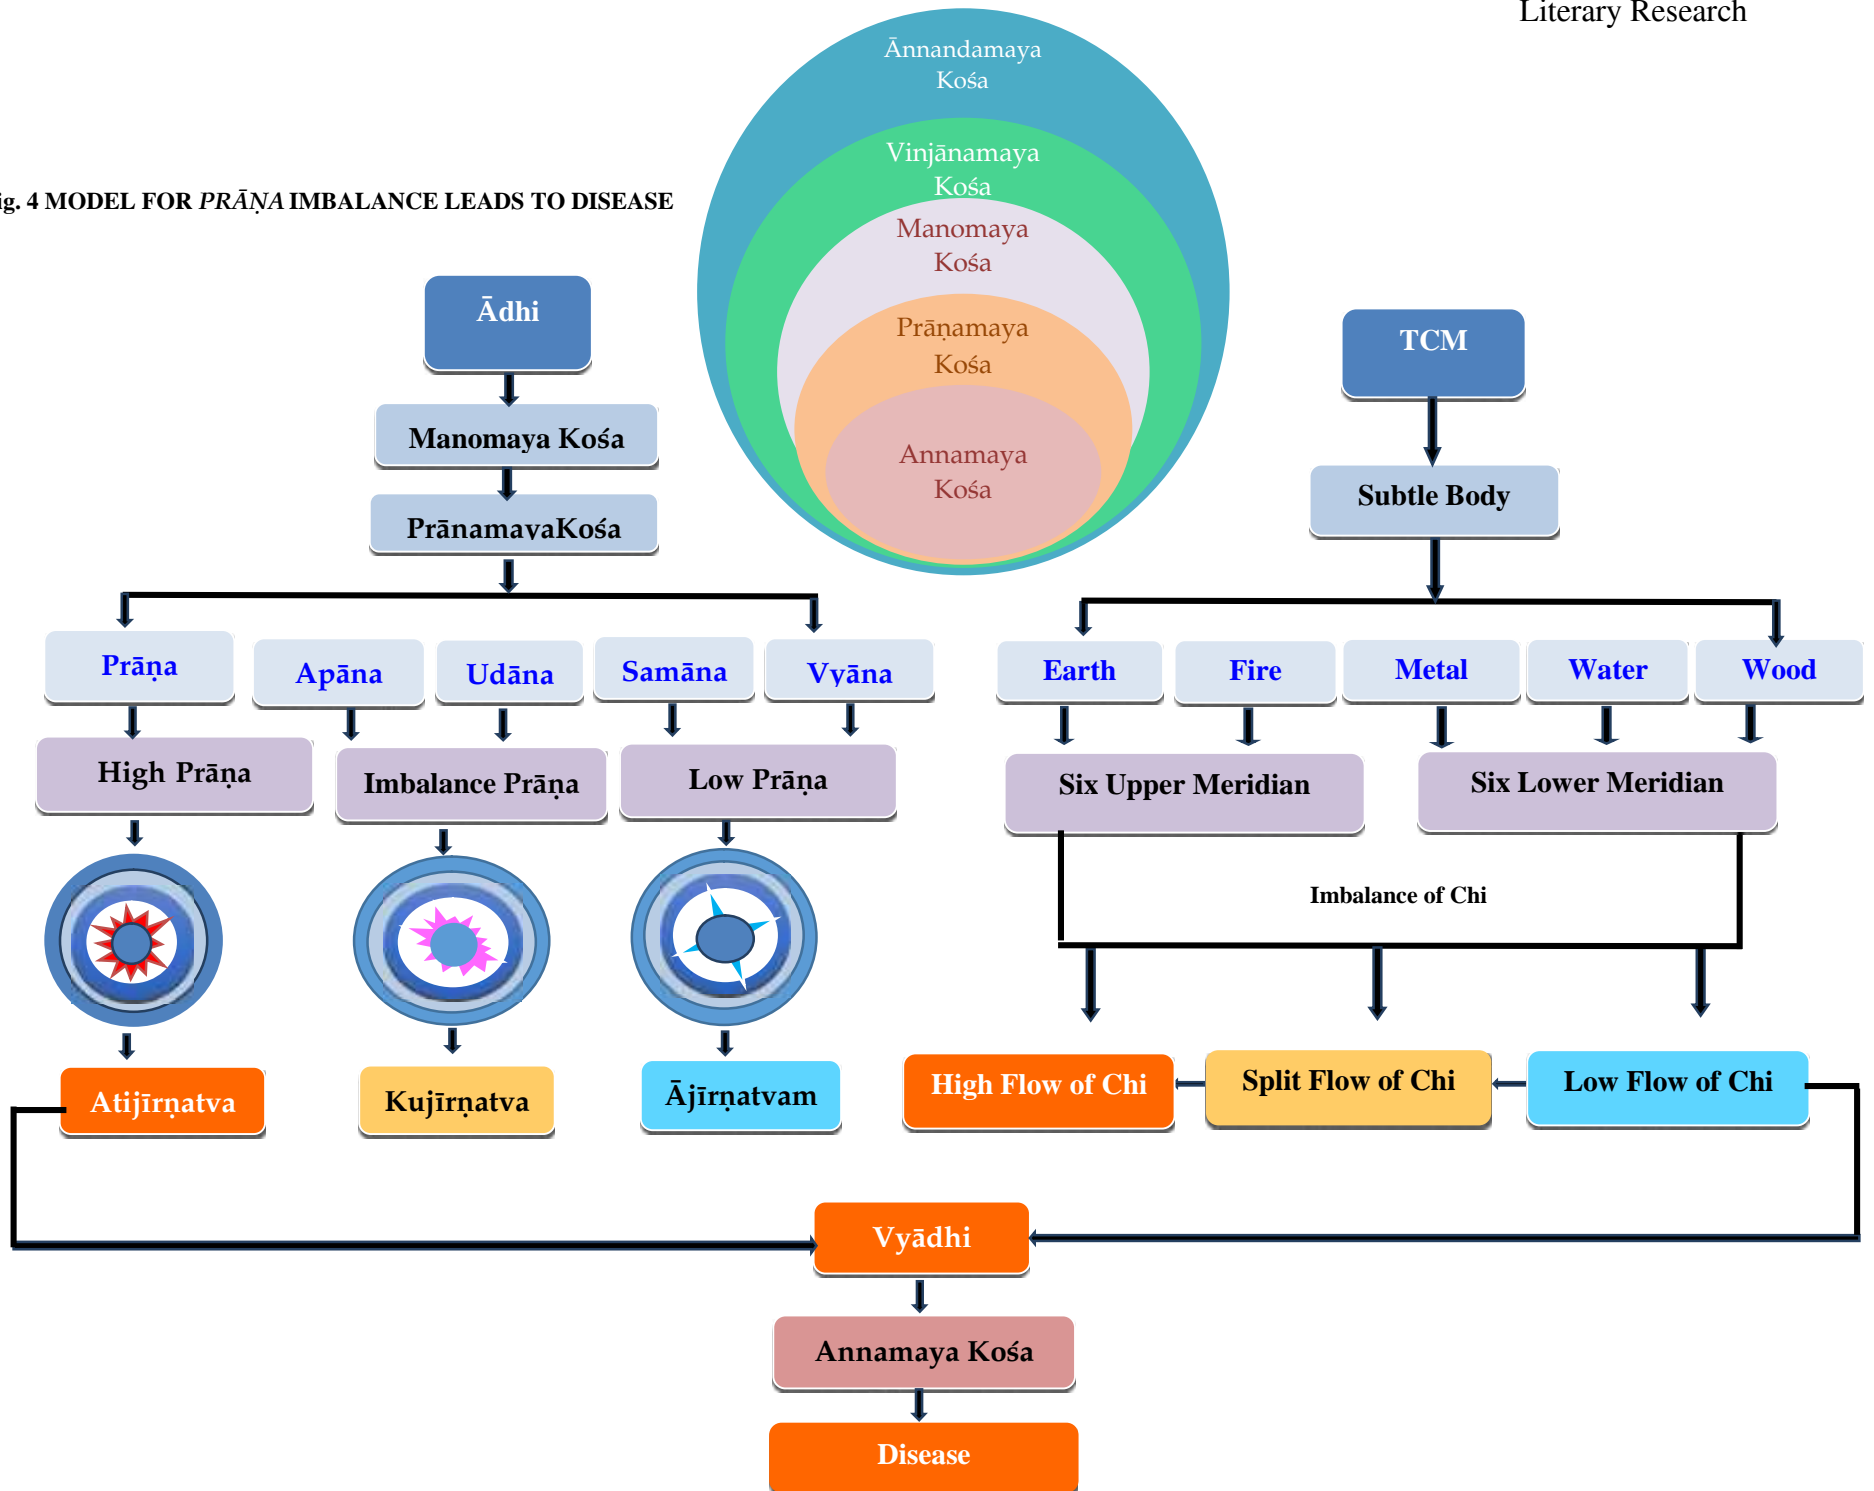 Literary Research
Ānnandamaya
Kośa
Vinjānamaya
Kośa
ig. 4 MODEL FOR PRĀṆA IMBALANCE LEADS TO DISEASE
Manomaya
Kośa
Prāṇamaya
Kośa
Annamaya
Kośa
Ādhi
Manomaya Kośa
PrānamayaKośa
TCM
Subtle Body
Prāṇa
Apāna
Udāna
Samāna
Vyāna
Earth
Fire
Metal
Water
Wood
High Prāṇa
Imbalance Prāṇa
Low Prāṇa
Six Upper Meridian
Six Lower Meridian
Imbalance of Chi
Atijīrṇatva
Kujīrṇatva
Ājīrṇatvam
High Flow of Chi
Split Flow of Chi
Low Flow of Chi
Vyādhi
Annamaya Kośa
Disease